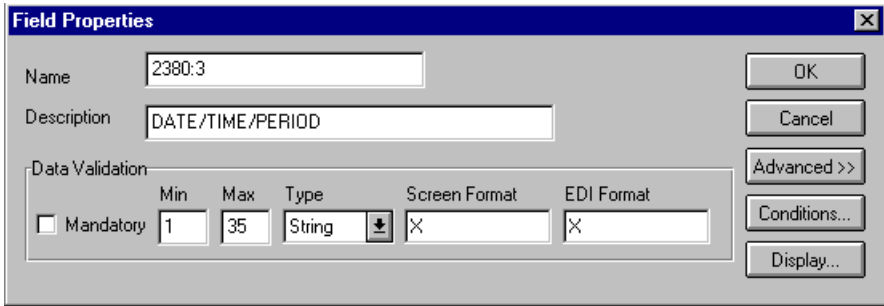 Field Properties
Name 2380:3 OK
Description DATE/TIME/PERIOD Cancel
Data Validation Advanced >>
Min Max Type Screen Format EDI Format
Mandatory 1 35 String X X Conditions...
Display...